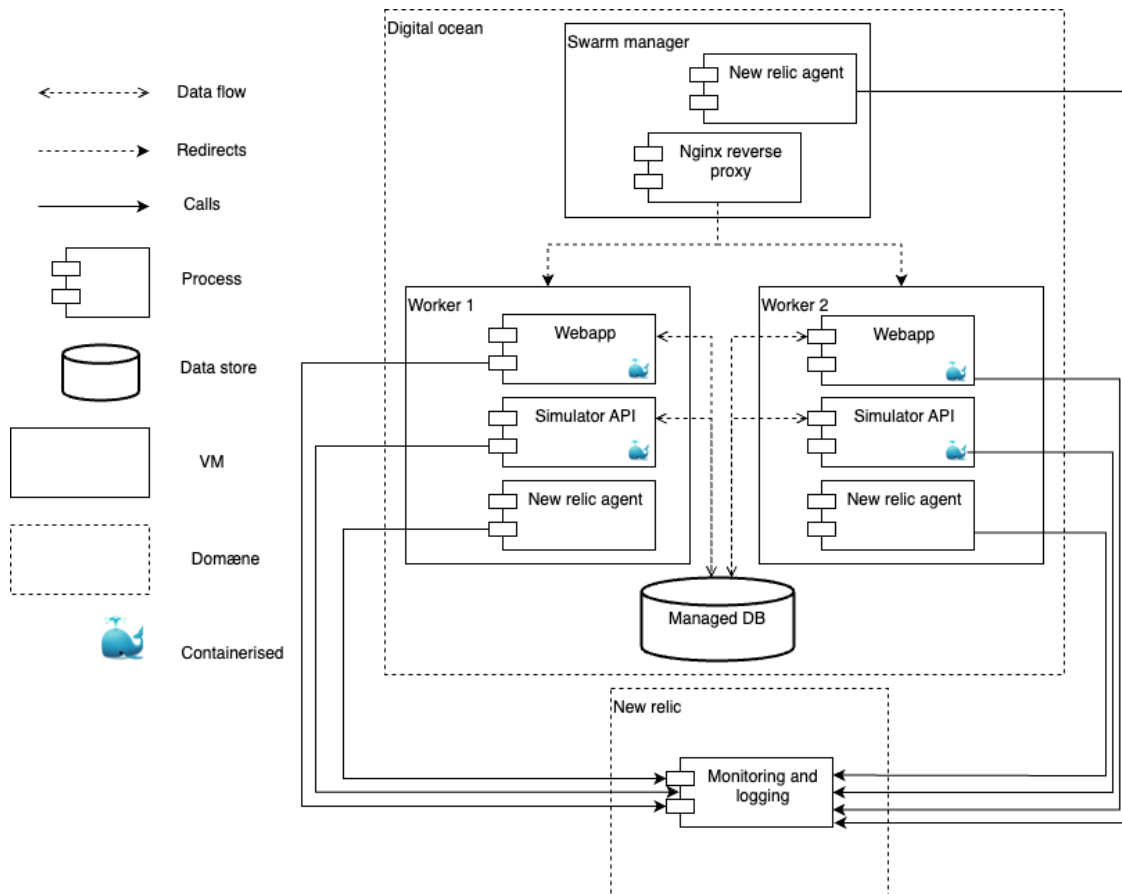 Data flow
Redirects
Calls
Process
Data store
VM
Domæne
Containerised
Digital ocean
Swarm manager
New relic agent
Nginx reverse
proxy
Worker 1
Webapp
Simulator API
New relic agent
Worker 2
Webapp
Simulator API
New relic agent
Managed DB
New relic
Monitoring and
logging